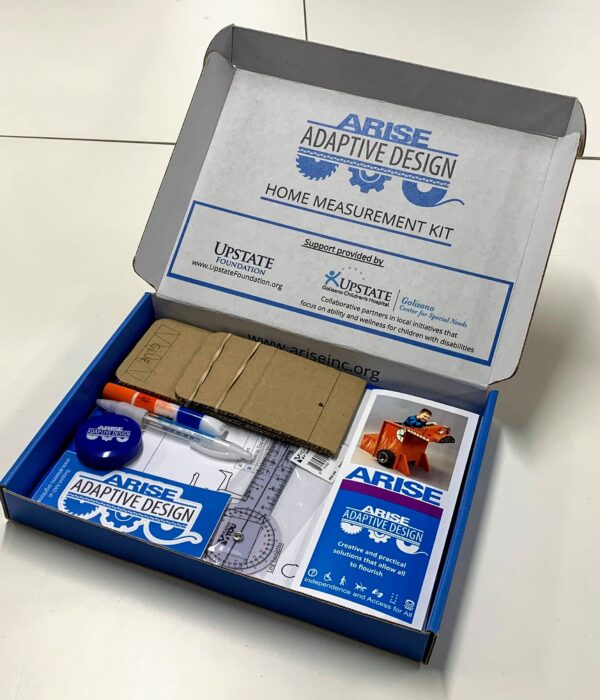 ARISE
ADAPTIVE DESIGN
HOME MEASUREMENT KIT
Support provided by
UPSTATE
FOUNDATION
www.UpstateFoundation.org
UPSTATE
Golisano Children's Hospital
Golisano
Center for Special Needs
Collaborative partners in local initiatives that
focus on ability and wellness for children with disabilities
www.ariseinc.org
GLUE
ARISE
ADAPTIVE DESIGN
ARISE
ADAPTIVE DESIGN
ARISE
ARISE
ADAPTIVE DESIGN
Creative and practical
solutions that allow all
to flourish
Independence and Access for All